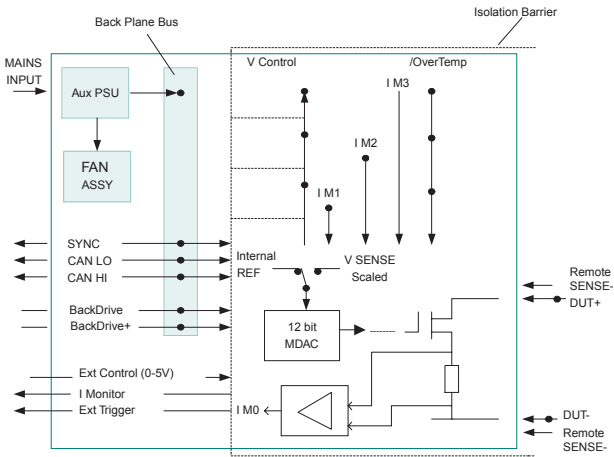 Isolation Barrier
Back Plane Bus
MAINS
INPUT
V Control
/OverTemp
Aux PSU
I M3
FAN
ASSY
I M2
I M1
SYNC
CAN LO
CAN HI
Internal
REF
V SENSE
Scaled
Remote
SENSE-
DUT+
BackDrive
BackDrive+
12 bit
MDAC
Ext Control (0-5V)
I Monitor
Ext Trigger
I M0
DUT-
Remote
SENSE-